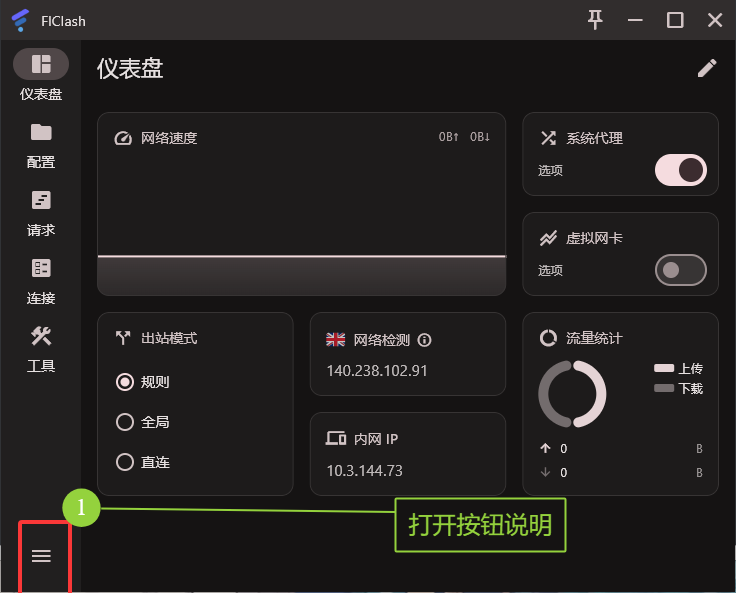 FlClash
仪表盘
配置
请求
连接
工具
仪表盘
网络速度
0B↑ 0B↓
系统代理
选项
虚拟网卡
选项
出站模式
规则
全局
直连
网络检测
140.238.102.91
内网 IP
10.3.144.73
流量统计
上传
下载
↑ 0 B
↓ 0 B
1
打开按钮说明